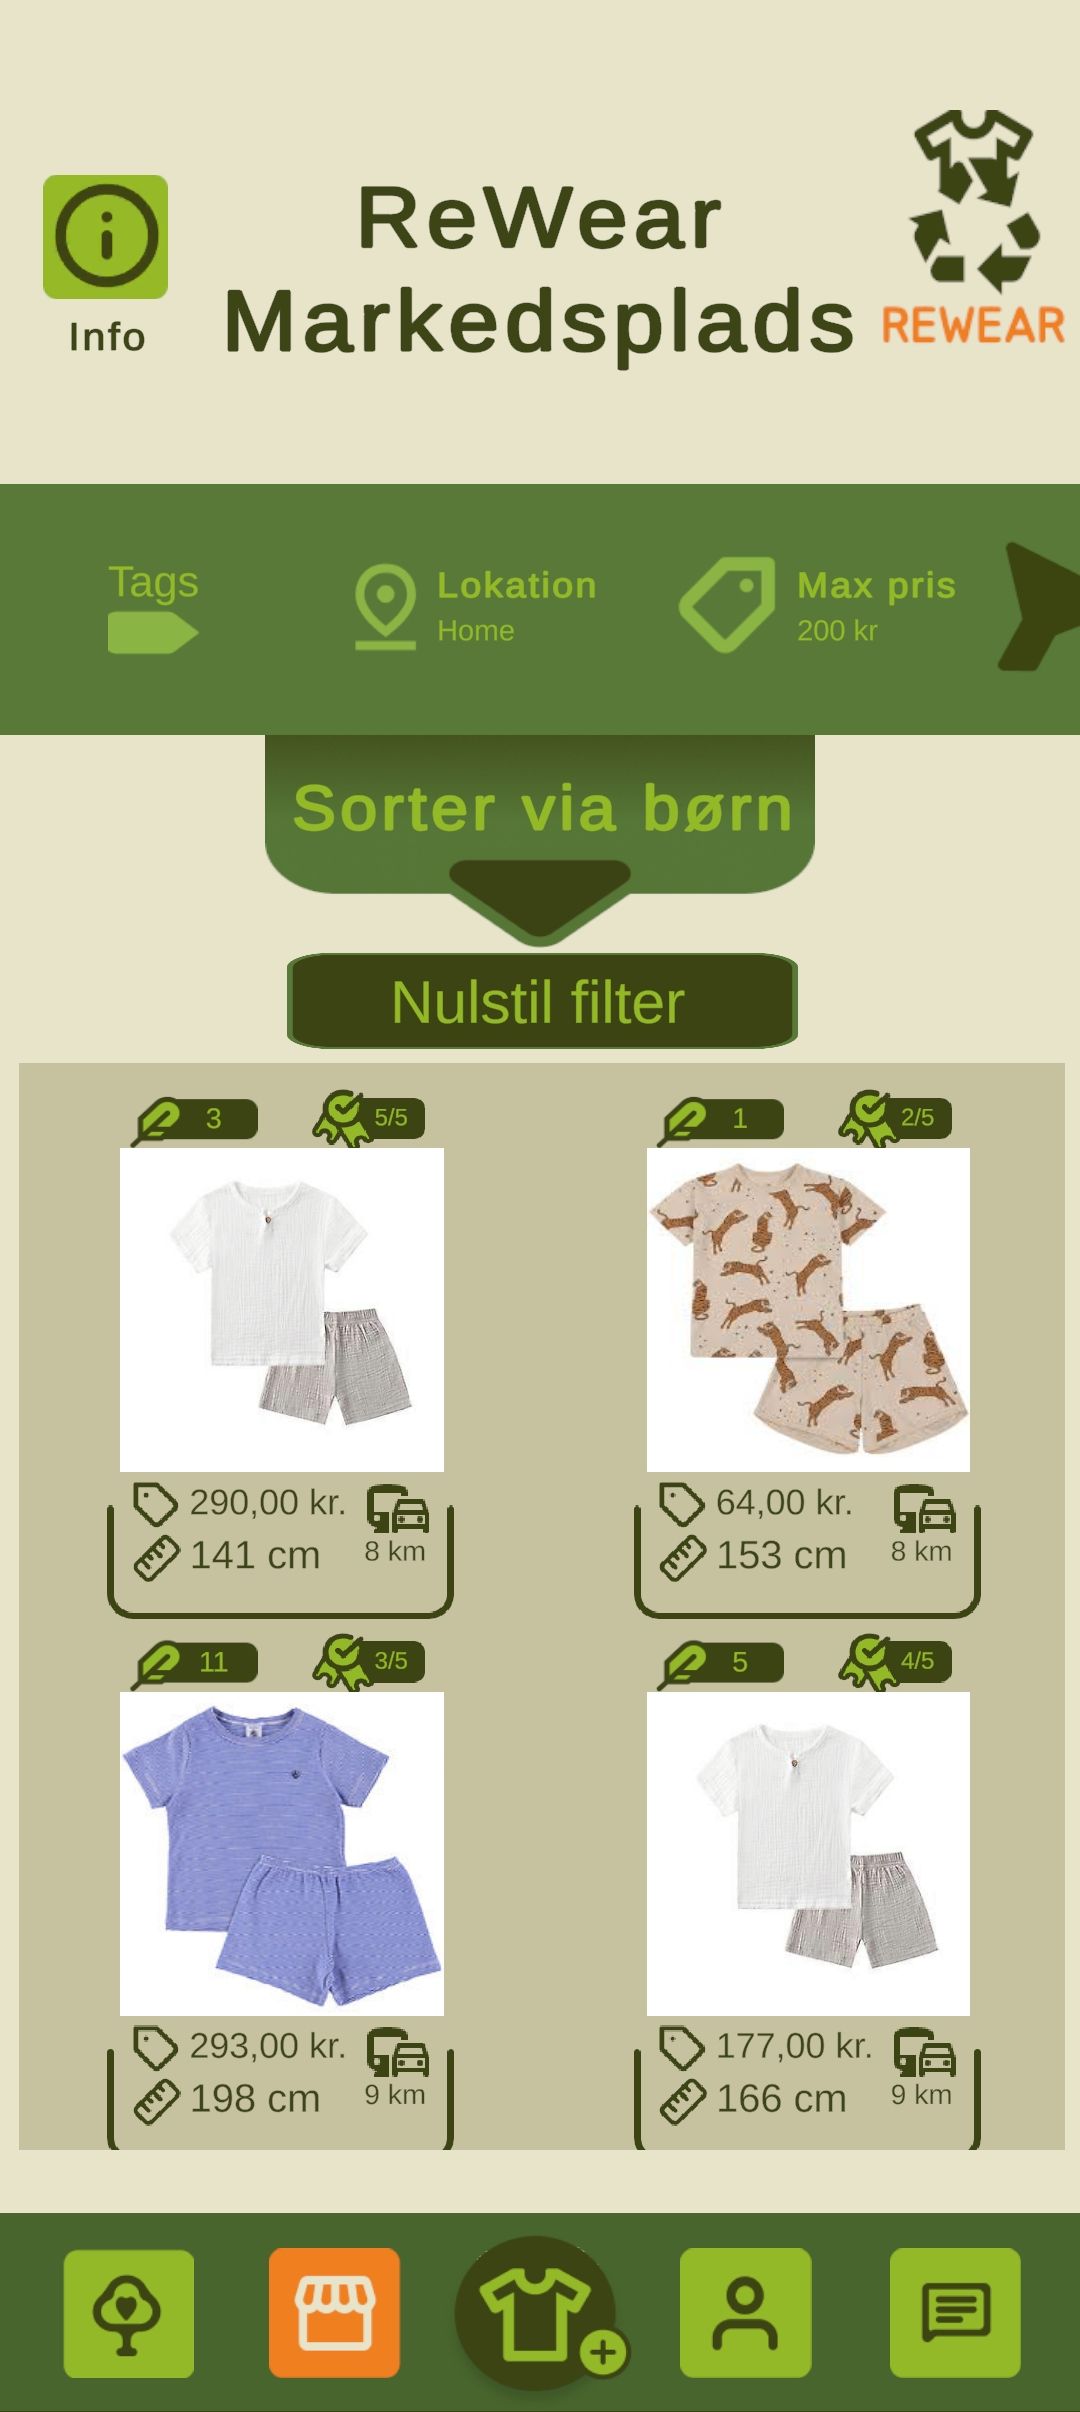 ReWear
Markedsplads
Info
REWEAR
Tags
Lokation
Home
Max pris
200 kr
Sorter via børn
Nulstil filter
3
5/5
1
2/5
290,00 kr.
141 cm
8 km
64,00 kr.
153 cm
8 km
11
3/5
5
4/5
293,00 kr.
198 cm
9 km
177,00 kr.
166 cm
9 km